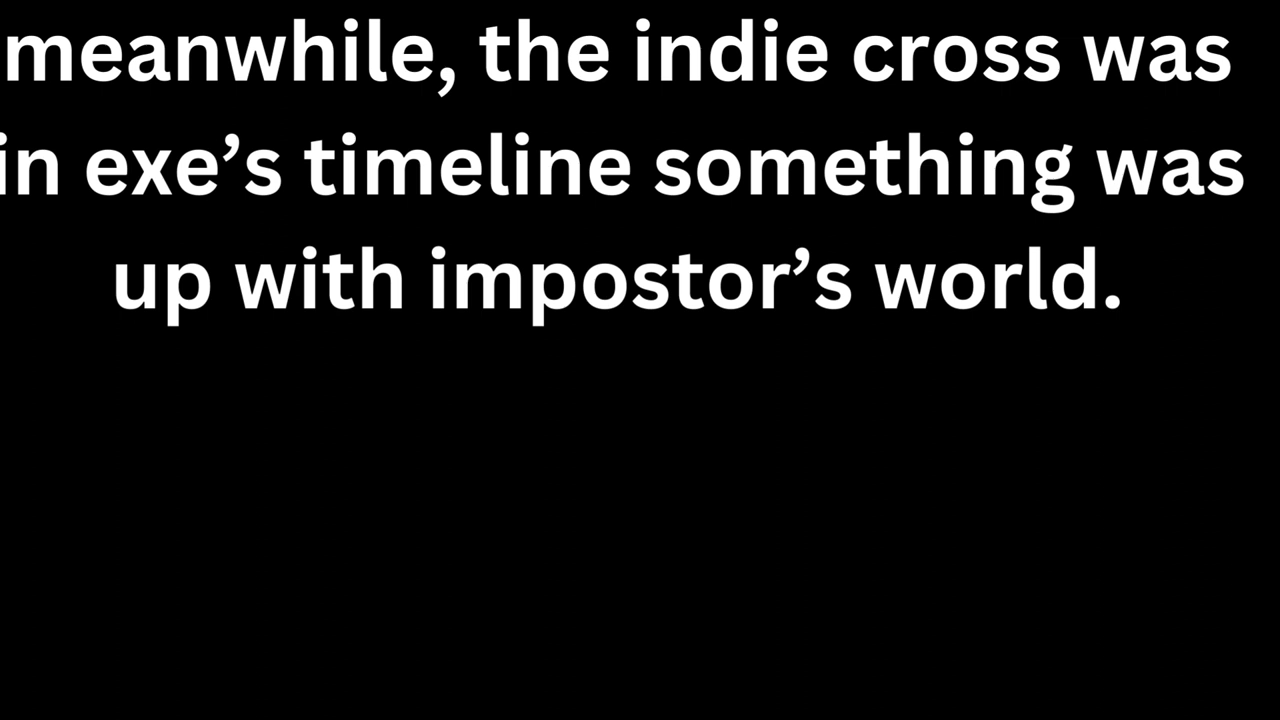 meanwhile, the indie cross was
in exe’s timeline something was
up with impostor’s world.